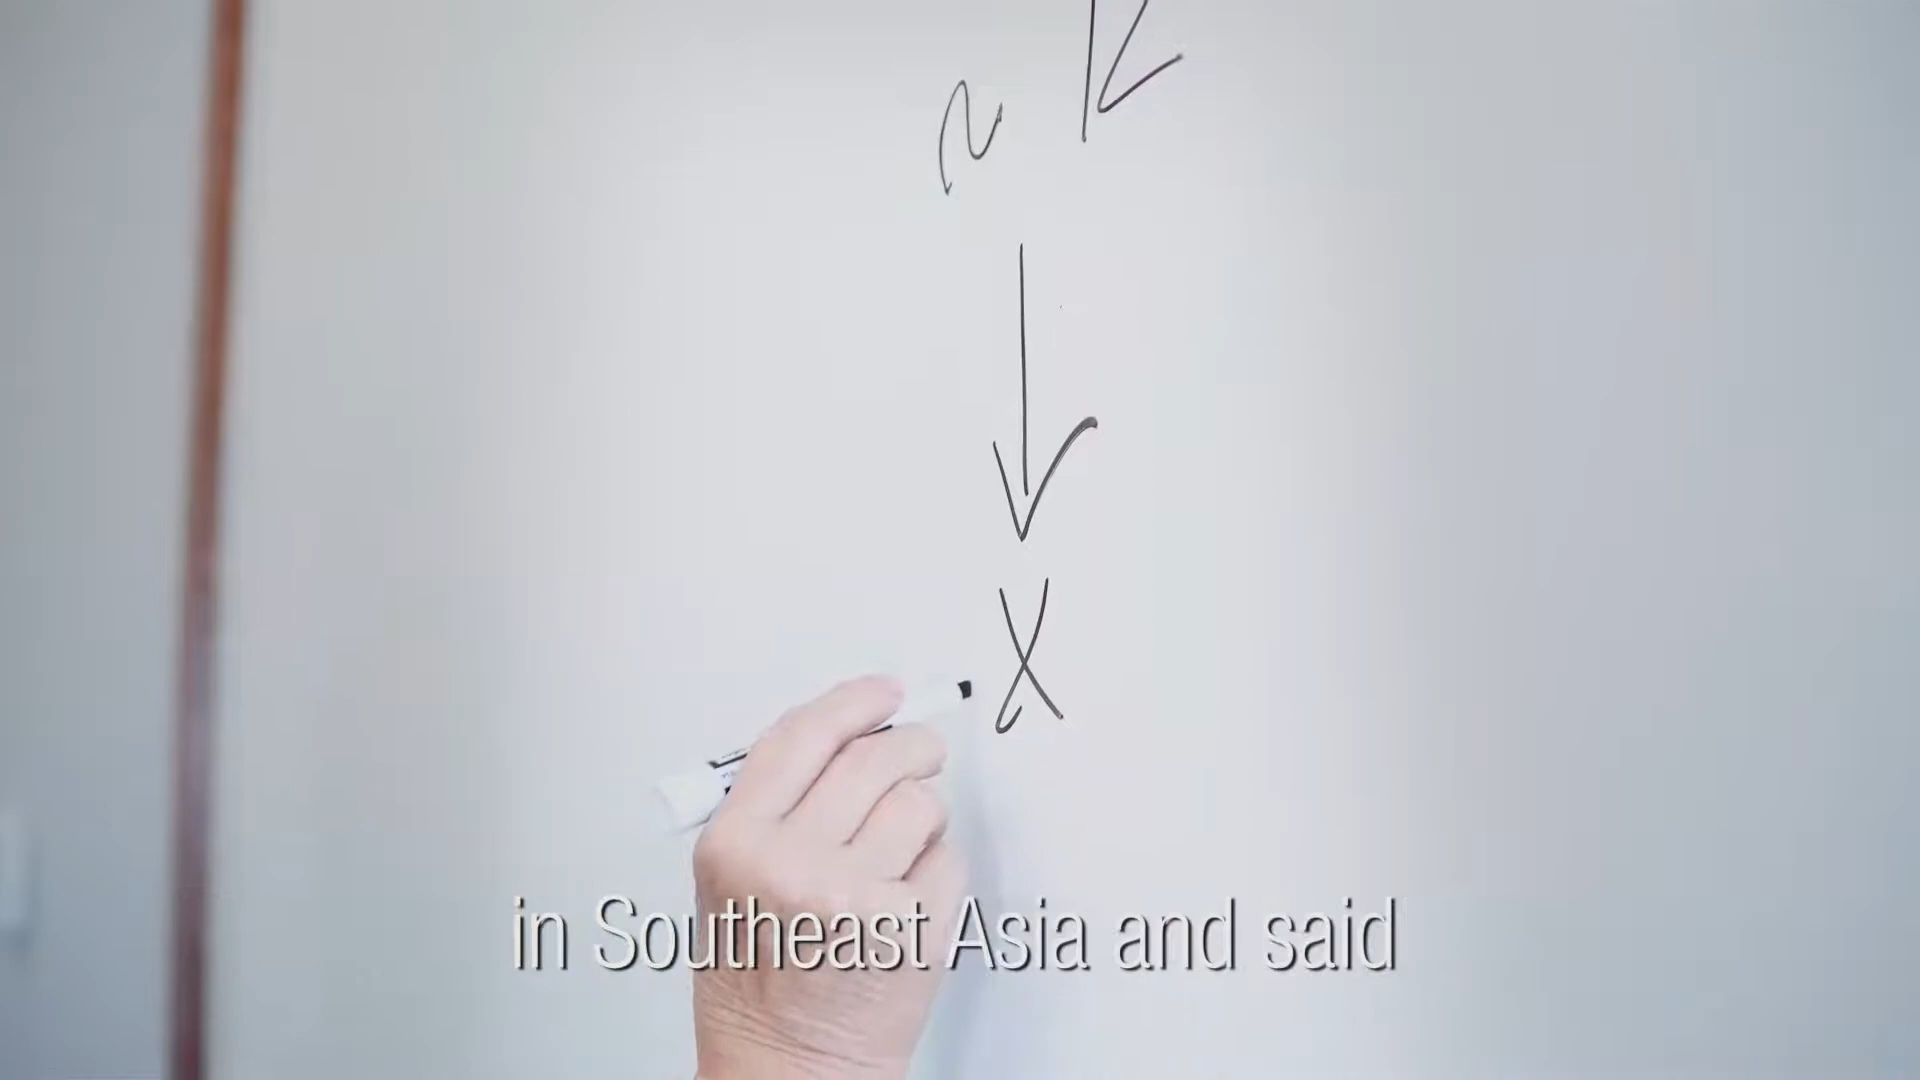 ~ K
↓
X
in Southeast Asia and said